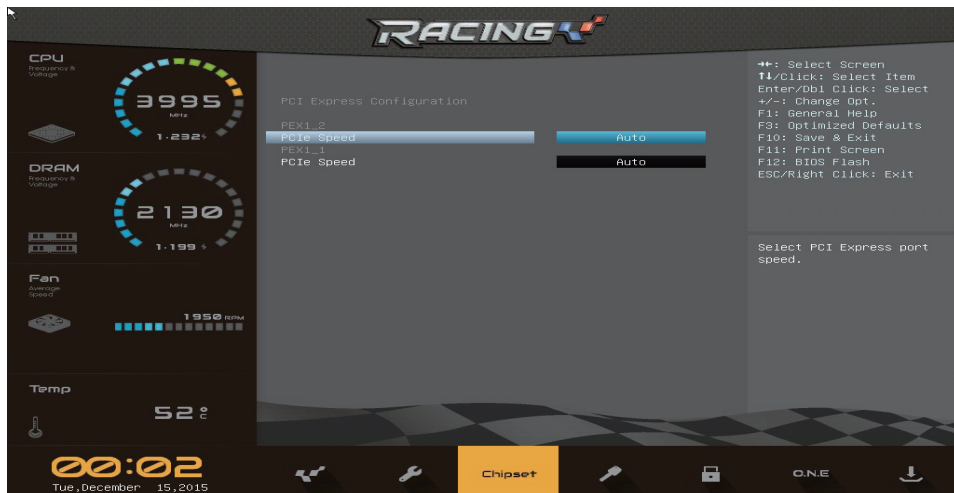 RACING
CPU
Frequency &
Voltage
3995
MHz
1.232
DRAM
Frequency &
Voltage
2130
MHz
1.199
Fan
Average
Speed
1950 RPM
Temp
52 °C
00:02
Tue,December 15,2015
PCI Express Configuration
PEX1_2
PCIe Speed Auto
PEX1_1
PCIe Speed Auto
→←: Select Screen
↑↓/Click: Select Item
Enter/Dbl Click: Select
+/-: Change Opt.
F1: General Help
F3: Optimized Defaults
F10: Save & Exit
F11: Print Screen
F12: BIOS Flash
ESC/Right Click: Exit
Select PCI Express port
speed.
Chipset
O.N.E